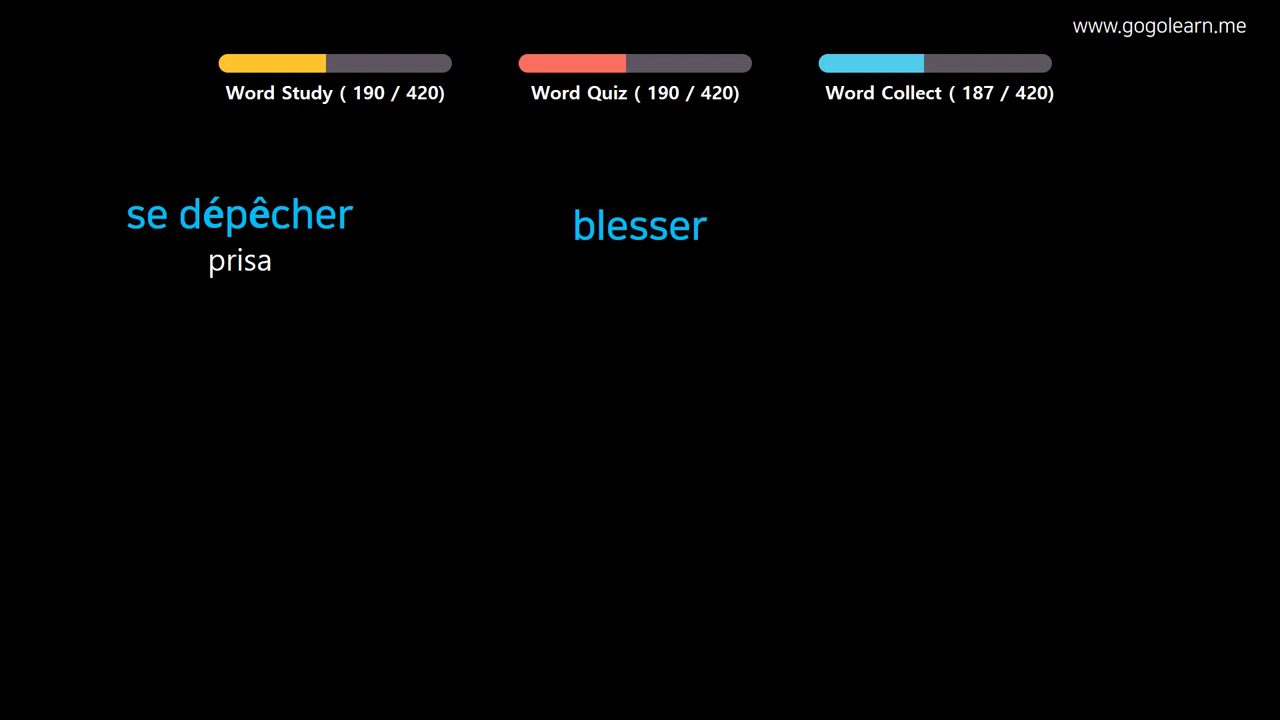 www.gogolearn.me
Word Study ( 190 / 420)
Word Quiz ( 190 / 420)
Word Collect ( 187 / 420)
se dépêcher
prisa
blesser